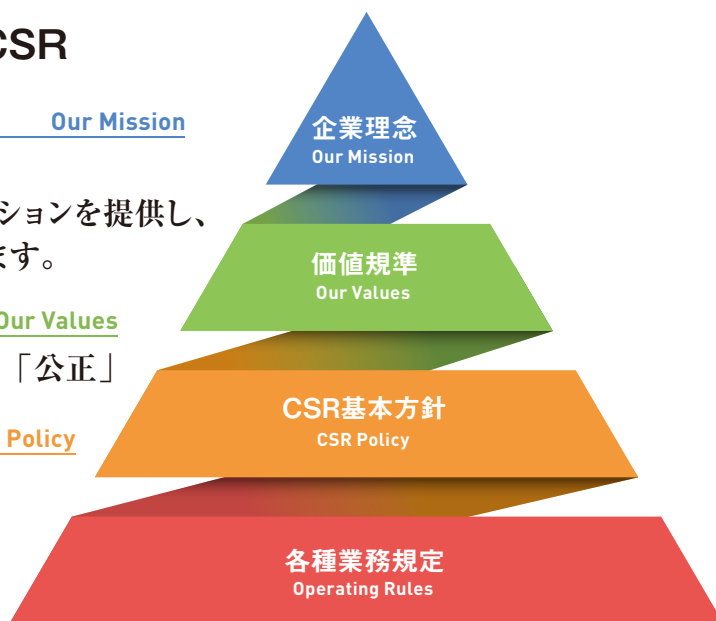 CSR
Our Mission
ションを提供し、
ます。
Our Values
「公正」
Policy
企業理念
Our Mission
価値規準
Our Values
CSR基本方針
CSR Policy
各種業務規定
Operating Rules